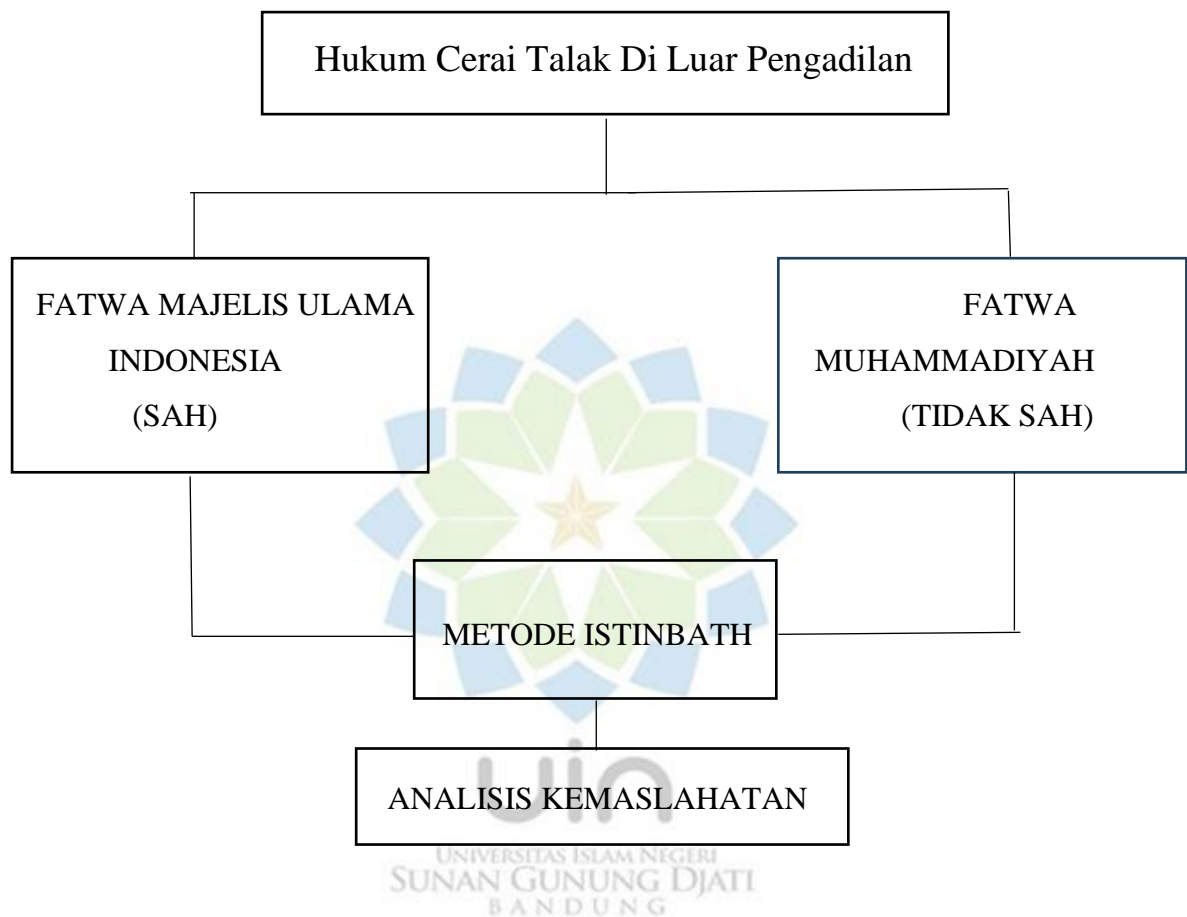 Hukum Cerai Talak Di Luar Pengadilan
FATWA MAJELIS ULAMA
INDONESIA
(SAH)
FATWA
MUHAMMADIYAH
(TIDAK SAH)
METODE ISTINBATH
ANALISIS KEMASLAHATAN
uin
UNIVERSITAS ISLAM NEGERI
SUNAN GUNUNG DJATI
BANDUNG